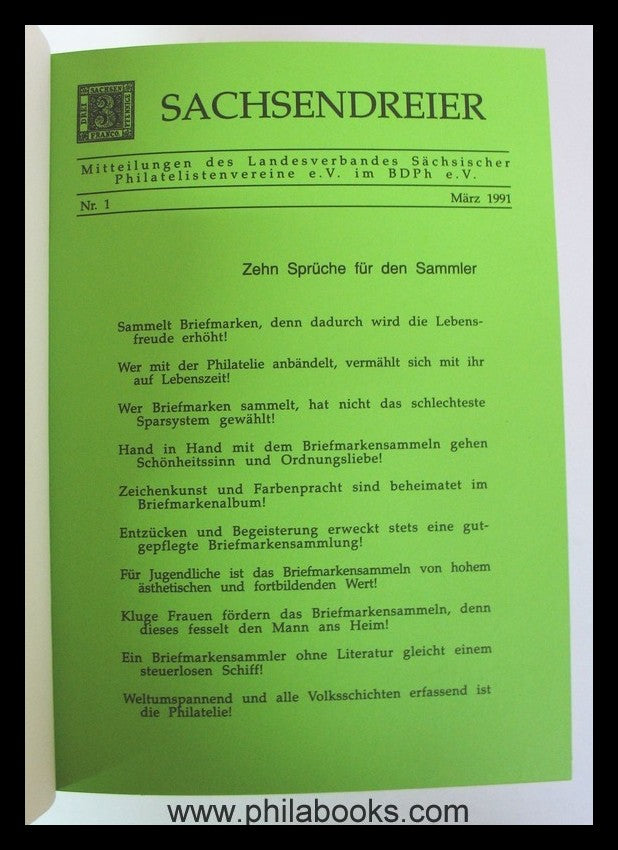 SACHSEN
DREI
3
PFENNIGE
FRANCO.
SACHSENDREIER
Mitteilungen des Landesverbandes Sächsischer
Philatelistenvereine e.V. im BDPh e.V.
Nr. 1
März 1991
Zehn Sprüche für den Sammler
Sammelt Briefmarken, denn dadurch wird die Lebens-
freude erhöht!
Wer mit der Philatelie anbändelt, vermählt sich mit ihr
auf Lebenszeit!
Wer Briefmarken sammelt, hat nicht das schlechteste
Sparsystem gewählt!
Hand in Hand mit dem Briefmarkensammeln gehen
Schönheitssinn und Ordnungsliebe!
Zeichenkunst und Farbenpracht sind beheimatet im
Briefmarkenalbum!
Entzücken und Begeisterung erweckt stets eine gut-
gepflegte Briefmarkensammlung!
Für Jugendliche ist das Briefmarkensammeln von hohem
ästhetischen und fortbildenden Wert!
Kluge Frauen fördern das Briefmarkensammeln, denn
dieses fesselt den Mann ans Heim!
Ein Briefmarkensammler ohne Literatur gleicht einem
steuerlosen Schiff!
Weltumspannend und alle Volksschichten erfassend ist
die Philatelie!
www.philabooks.com